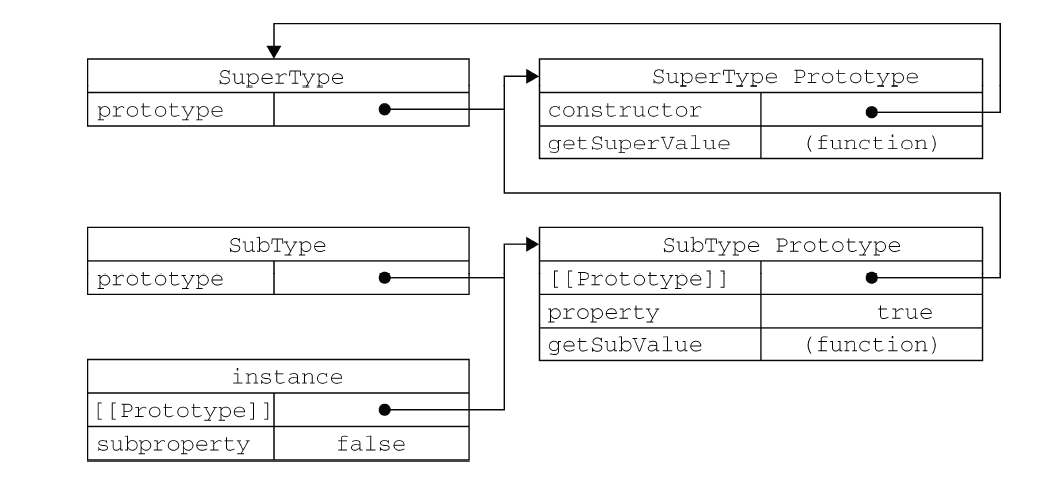 SuperType
prototype
SuperType Prototype
constructor
getSuperValue (function)
SubType
prototype
SubType Prototype
[[Prototype]]
property true
getSubValue (function)
instance
[[Prototype]]
subproperty false